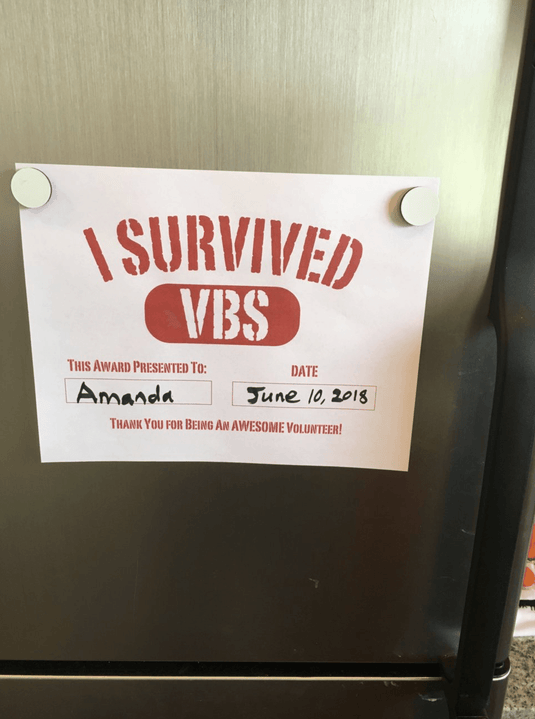 I SURVIVED
VBS
THIS AWARD PRESENTED TO: DATE
Amanda June 10, 2018
THANK YOU FOR BEING AN AWESOME VOLUNTEER!